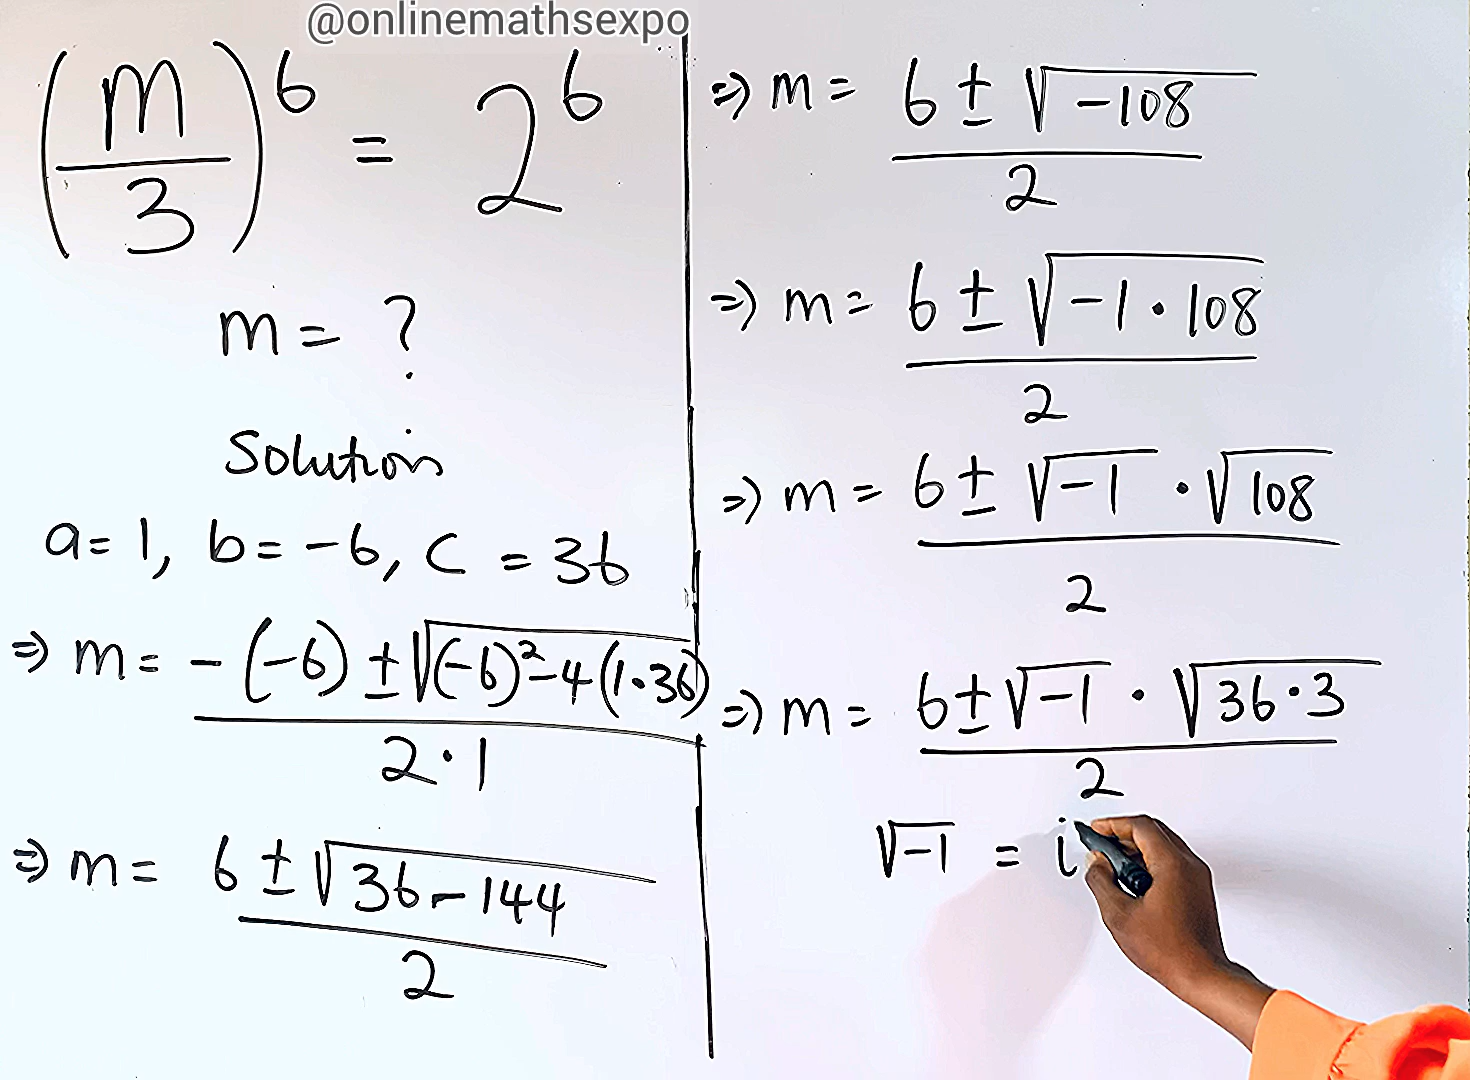 @onlinemathsexpo
(m/3)^6 = 2^6
m = ?
Solution
a=1, b=-6, c=36
⇒ m = -(-6) ± √((-6)²-4(1·36)) / 2·1
⇒ m = 6 ± √(36-144) / 2
⇒ m = 6 ± √(-108) / 2
⇒ m = 6 ± √(-1·108) / 2
⇒ m = 6 ± √(-1) · √(108) / 2
⇒ m = 6 ± √(-1) · √(36·3) / 2
√(-1) = i